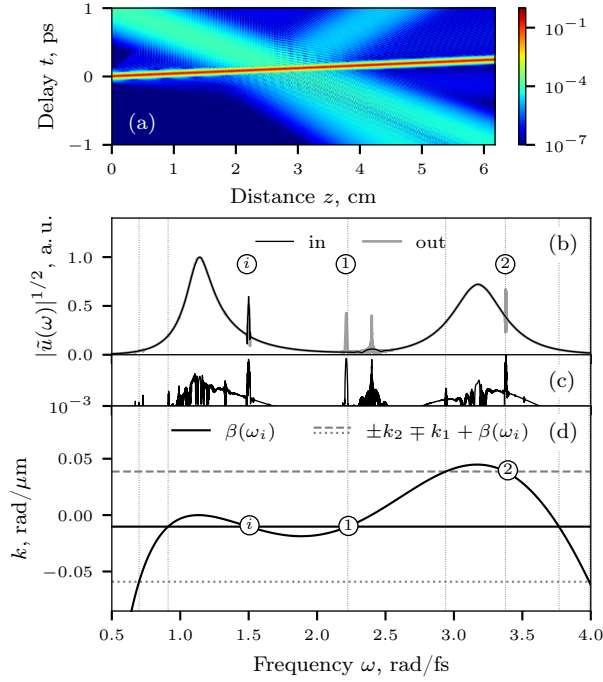 1
0
−1
Delay t, ps
(a)
10⁻¹
10⁻⁴
10⁻⁷
0 1 2 3 4 5 6
Distance z, cm
|ũ(ω)|^{1/2}, a. u.
1.0
0.5
0.0
in out (b)
i 1 2
10⁻³
(c)
β(ω_i) ±k₂ ∓ k₁ + β(ω_i) (d)
k, rad/μm
0.05
0.00
−0.05
i 1 2
0.5 1.0 1.5 2.0 2.5 3.0 3.5 4.0
Frequency ω, rad/fs